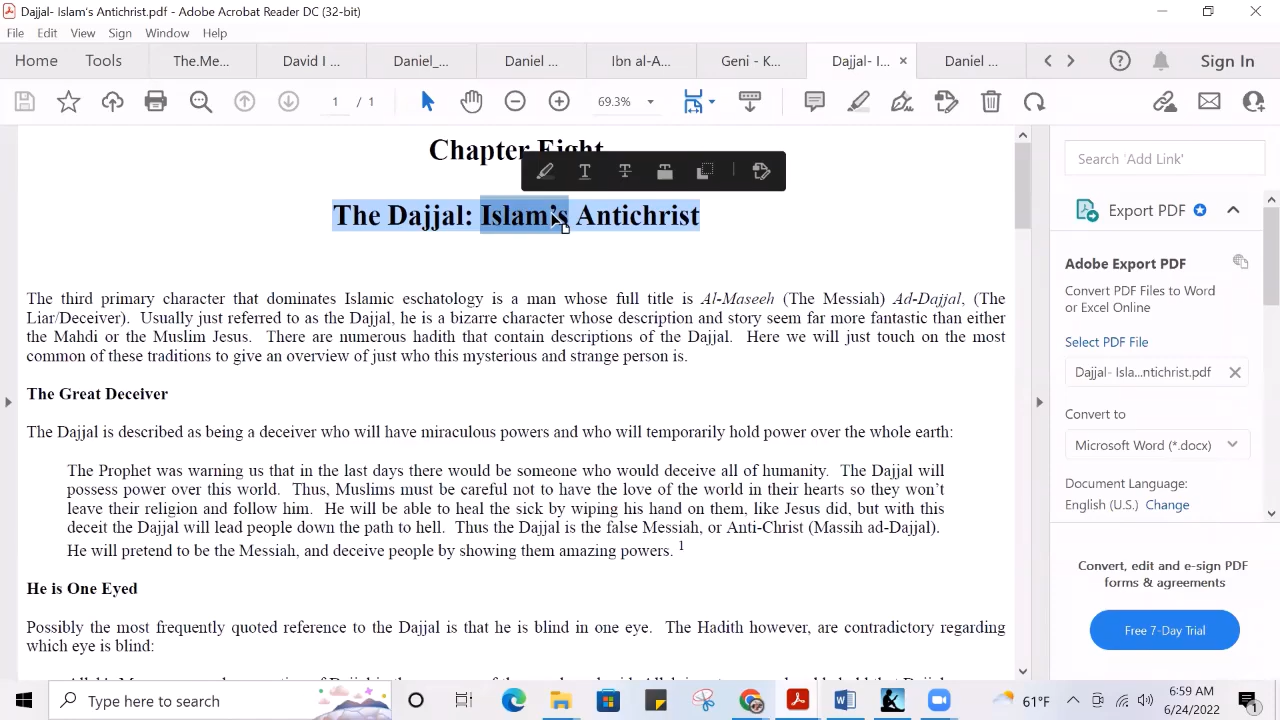 Dajjal- Islam's Antichrist.pdf - Adobe Acrobat Reader DC (32-bit)
File Edit View Sign Window Help
Home Tools The.Me... David I ... Daniel_... Daniel ... Ibn al-A... Geni - K... Dajjal- I... Daniel ... Sign In
1 / 1 69.3%
Chapter Eight
The Dajjal: Islam's Antichrist
The third primary character that dominates Islamic eschatology is a man whose full title is Al-Maseeh (The Messiah) Ad-Dajjal, (The
Liar/Deceiver). Usually just referred to as the Dajjal, he is a bizarre character whose description and story seem far more fantastic than either
the Mahdi or the Muslim Jesus. There are numerous hadith that contain descriptions of the Dajjal. Here we will just touch on the most
common of these traditions to give an overview of just who this mysterious and strange person is.
The Great Deceiver
The Dajjal is described as being a deceiver who will have miraculous powers and who will temporarily hold power over the whole earth:
The Prophet was warning us that in the last days there would be someone who would deceive all of humanity. The Dajjal will
possess power over this world. Thus, Muslims must be careful not to have the love of the world in their hearts so they won't
leave their religion and follow him. He will be able to heal the sick by wiping his hand on them, like Jesus did, but with this
deceit the Dajjal will lead people down the path to hell. Thus the Dajjal is the false Messiah, or Anti-Christ (Massih ad-Dajjal).
He will pretend to be the Messiah, and deceive people by showing them amazing powers. 1
He is One Eyed
Possibly the most frequently quoted reference to the Dajjal is that he is blind in one eye. The Hadith however, are contradictory regarding
which eye is blind:
Search 'Add Link'
Export PDF
Adobe Export PDF
Convert PDF Files to Word
or Excel Online
Select PDF File
Dajjal- Isla...ntichrist.pdf
Convert to
Microsoft Word (*.docx)
Document Language:
English (U.S.) Change
Convert, edit and e-sign PDF
forms & agreements
Free 7-Day Trial
Type here to search
61°F
6:59 AM
6/24/2022
1